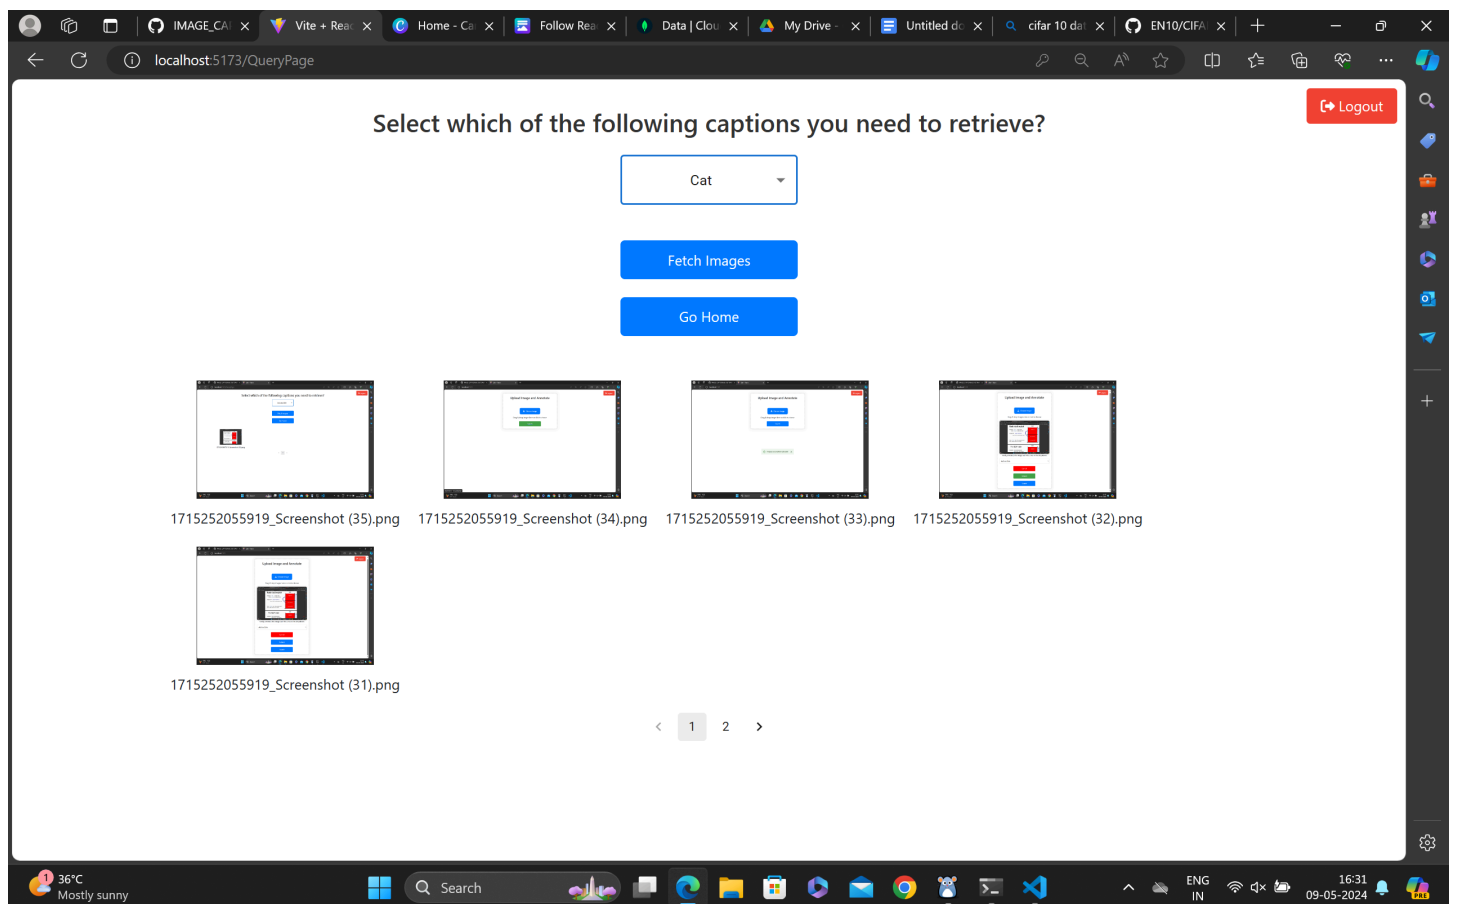 IMAGE_CA
Vite + Reac
Home - Ca
Follow Rea
Data | Clou
My Drive -
Untitled do
cifar 10 dat
EN10/CIFA
localhost:5173/QueryPage
Logout
Select which of the following captions you need to retrieve?
Cat
Fetch Images
Go Home
1715252055919_Screenshot (35).png
1715252055919_Screenshot (34).png
1715252055919_Screenshot (33).png
1715252055919_Screenshot (32).png
1715252055919_Screenshot (31).png
1 2
1
36°C
Mostly sunny
Search
ENG
IN
16:31
09-05-2024
PRE